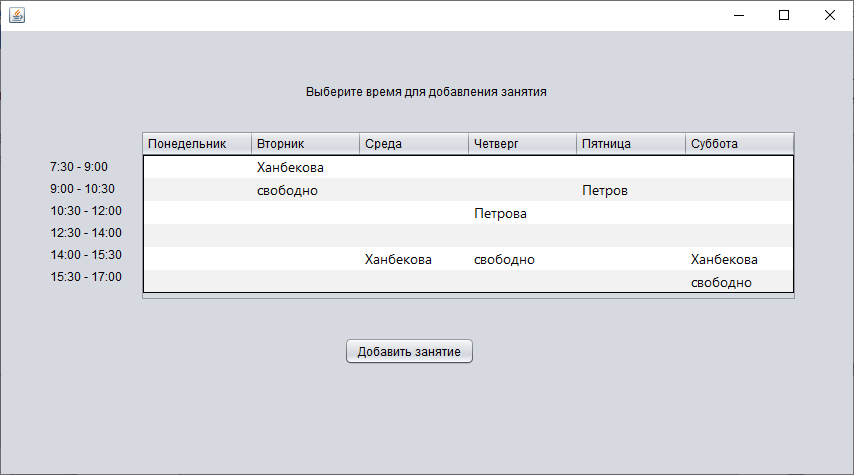 Выберите время для добавления занятия
Понедельник Вторник Среда Четверг Пятница Суббота
7:30 - 9:00 Ханбекова
9:00 - 10:30 свободно Петров
10:30 - 12:00 Петрова
12:30 - 14:00
14:00 - 15:30 Ханбекова свободно Ханбекова
15:30 - 17:00 свободно
Добавить занятие